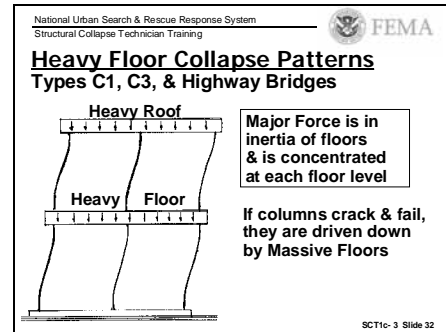 National Urban Search & Rescue Response System
Structural Collapse Technician Training
FEMA
Heavy Floor Collapse Patterns
Types C1, C3, & Highway Bridges
Heavy Roof
Heavy Floor
Major Force is in
inertia of floors
& is concentrated
at each floor level
If columns crack & fail,
they are driven down
by Massive Floors
SCT1c- 3 Slide 32